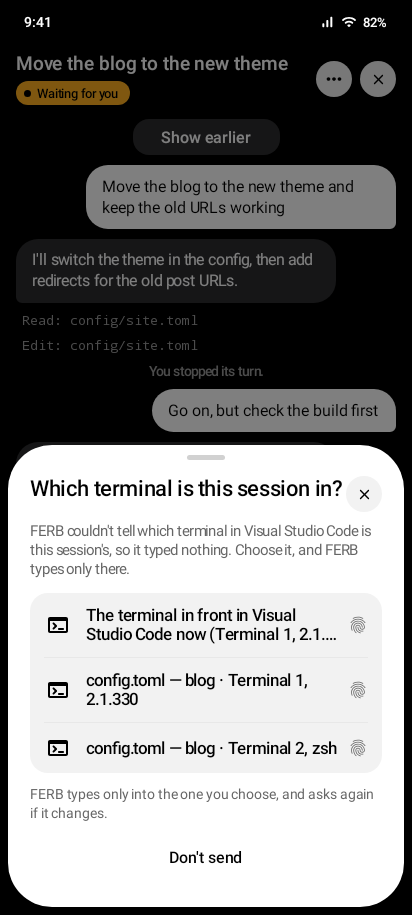 9:41
82%
Move the blog to the new theme
Waiting for you
Show earlier
Move the blog to the new theme and
keep the old URLs working
I'll switch the theme in the config, then add
redirects for the old post URLs.
Read: config/site.toml
Edit: config/site.toml
You stopped its turn.
Go on, but check the build first
Which terminal is this session in?
FERB couldn't tell which terminal in Visual Studio Code is
this session's, so it typed nothing. Choose it, and FERB
types only there.
The terminal in front in Visual
Studio Code now (Terminal 1, 2.1.…
config.toml — blog · Terminal 1,
2.1.330
config.toml — blog · Terminal 2, zsh
FERB types only into the one you choose, and asks again
if it changes.
Don't send